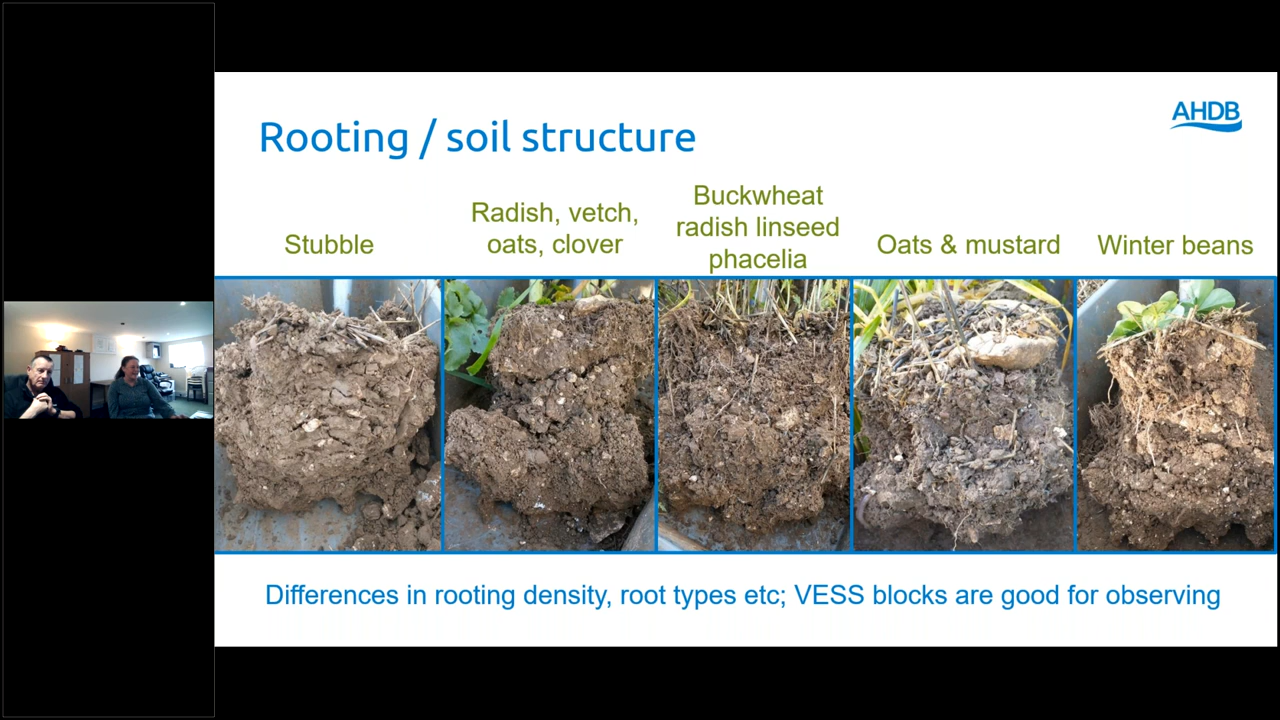 AHDB
Rooting / soil structure
Stubble
Radish, vetch,
oats, clover
Buckwheat
radish linseed
phacelia
Oats & mustard
Winter beans
Differences in rooting density, root types etc; VESS blocks are good for observing